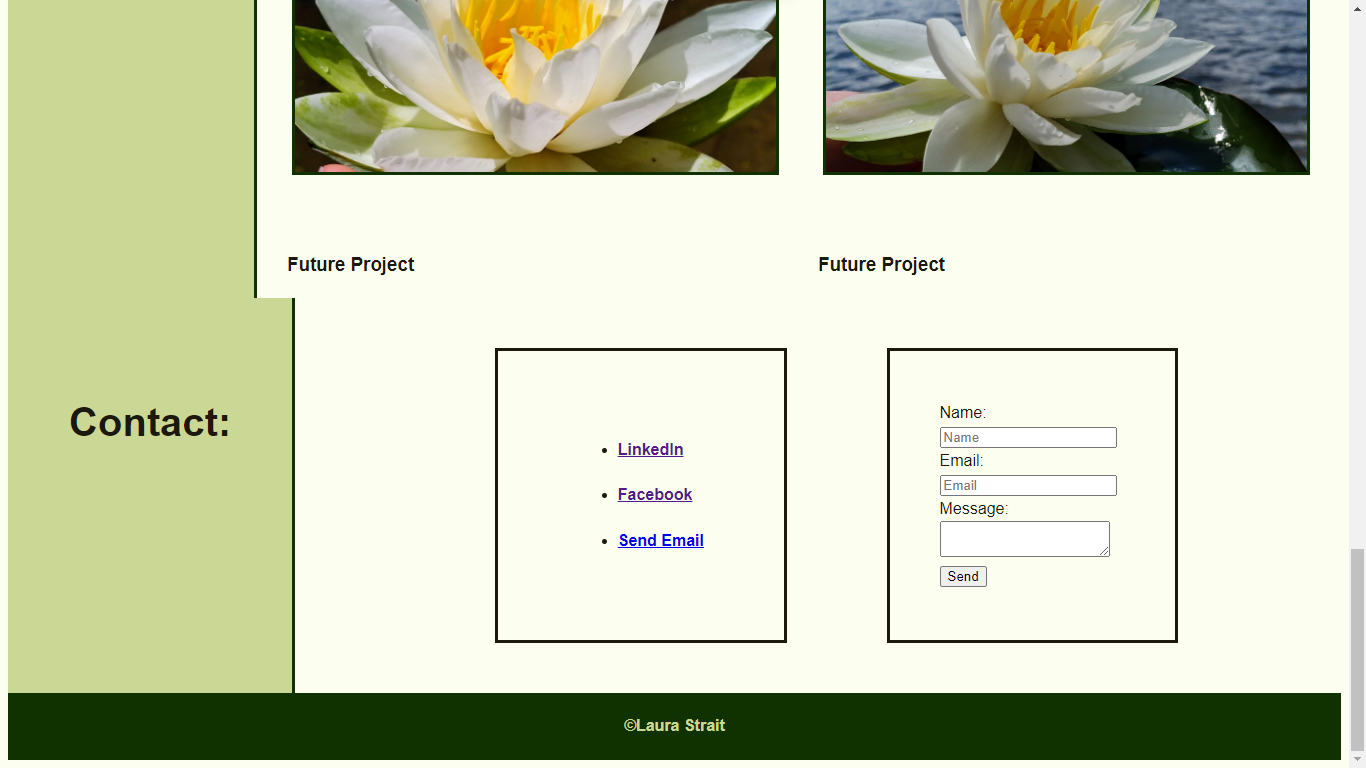 Future Project
Future Project
Contact:
LinkedIn
Facebook
Send Email
Name:
Name
Email:
Email
Message:
Send
©Laura Strait